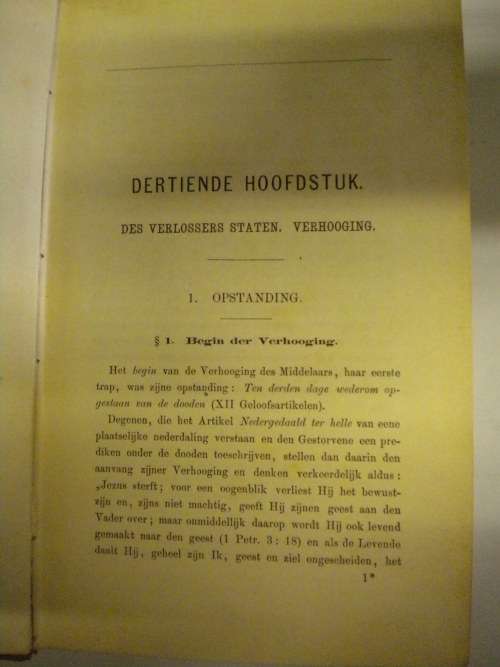 DERTIENDE HOOFDSTUK.
DES VERLOSSERS STATEN. VERHOOGING.
1. OPSTANDING.
§ 1. Begin der Verhooging.
Het begin van de Verhooging des Middelaars, haar eerste
trap, was zijne opstanding: Ten derden dage wederom op-
gestaan van de dooden (XII Geloofsartikelen).
Degenen, die het Artikel Nedergedaald ter helle van eene
plaatselijke nederdaling verstaan en den Gestorvene een pre-
diken onder de dooden toeschrijven, stellen dan daarin den
aanvang zijner Verhooging en denken verkeerdelijk aldus:
„Jezus sterft; voor een oogenblik verliest Hij het bewust-
zijn en, zijns niet machtig, geeft Hij zijnen geest aan den
Vader over; maar onmiddellijk daarop wordt Hij ook levend
gemaakt naar den geest (1 Petr. 3: 18) en als de Levende
daalt Hij, geheel zijn Ik, geest en ziel ongescheiden, het
1*